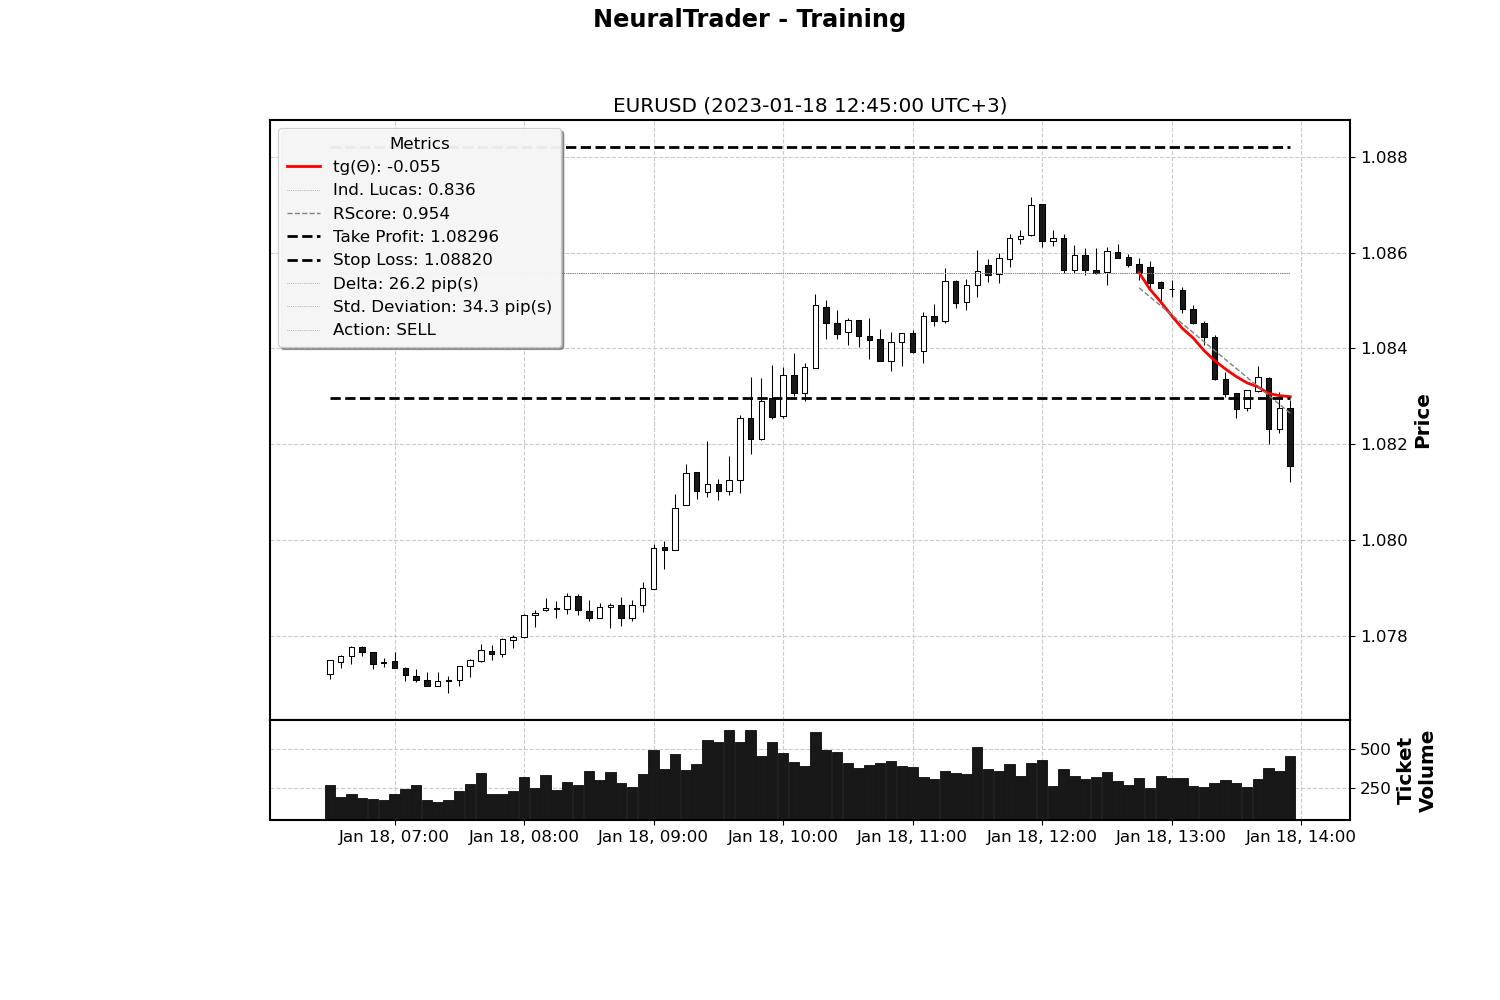 NeuralTrader - Training
EURUSD (2023-01-18 12:45:00 UTC+3)
Metrics
tg(Θ): -0.055
Ind. Lucas: 0.836
RScore: 0.954
Take Profit: 1.08296
Stop Loss: 1.08820
Delta: 26.2 pip(s)
Std. Deviation: 34.3 pip(s)
Action: SELL
1.088
1.086
1.084
1.082
1.080
1.078
Price
500
250
Ticket
Volume
Jan 18, 07:00
Jan 18, 08:00
Jan 18, 09:00
Jan 18, 10:00
Jan 18, 11:00
Jan 18, 12:00
Jan 18, 13:00
Jan 18, 14:00